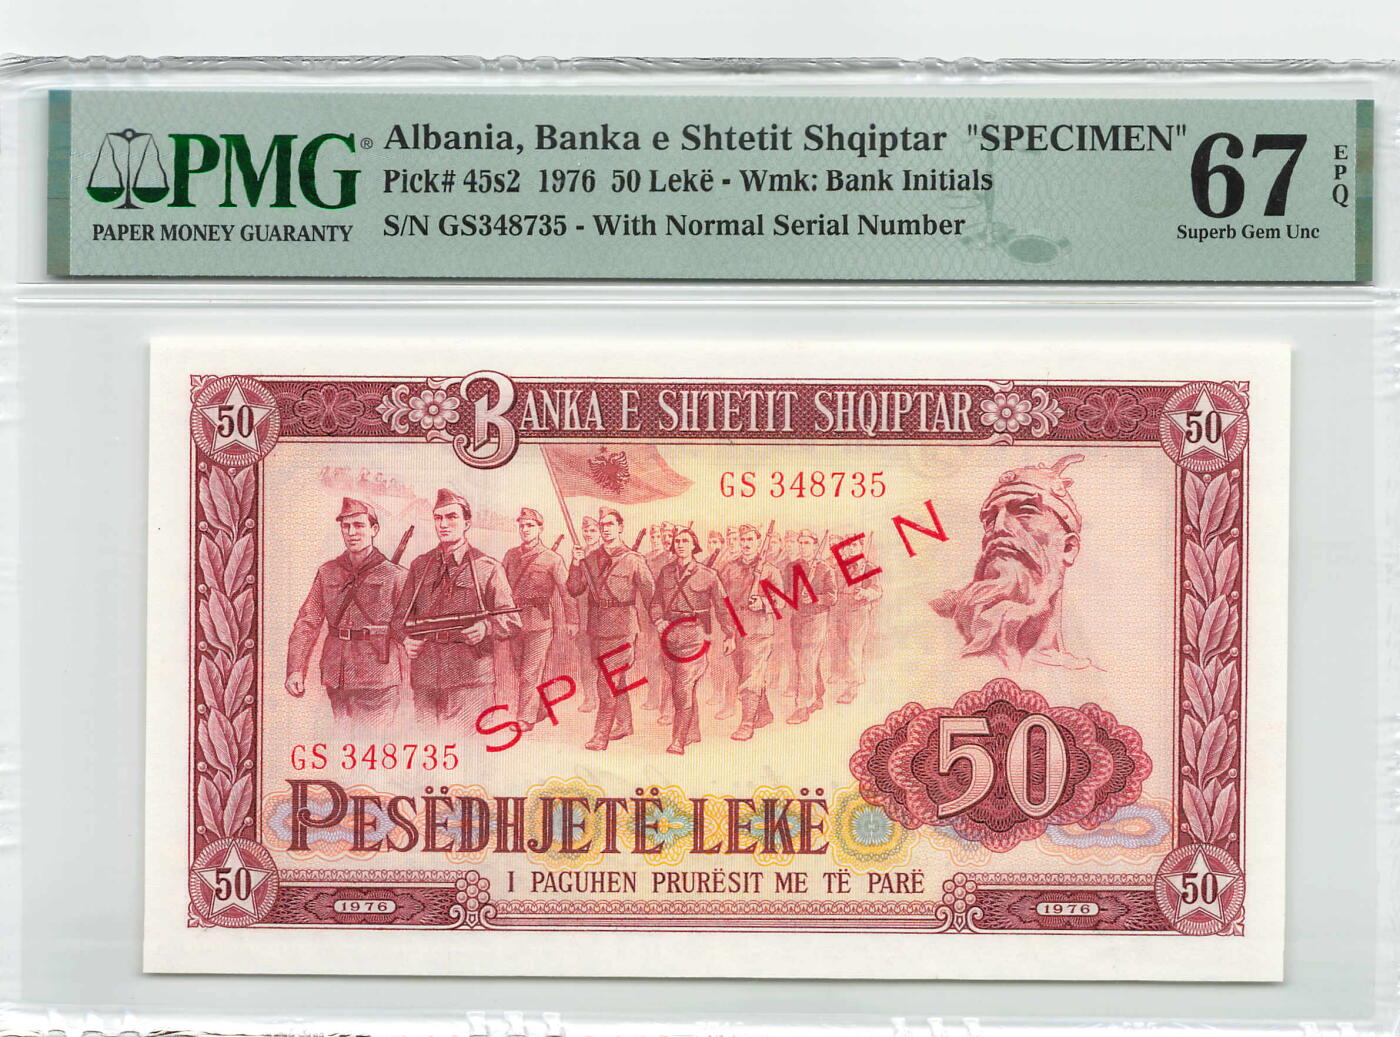 PMG®
PAPER MONEY GUARANTY
Albania, Banka e Shtetit Shqiptar "SPECIMEN"
Pick# 45s2 1976 50 Lekë - Wmk: Bank Initials
S/N GS348735 - With Normal Serial Number
67
EPQ
Superb Gem Unc
50
BANKA E SHTETIT SHQIPTAR
50
GS 348735
SPECIMEN
GS 348735
50
PESËDHJETË LEKË
I PAGUHEN PRURËSIT ME TË PARË
50
1976
1976
50